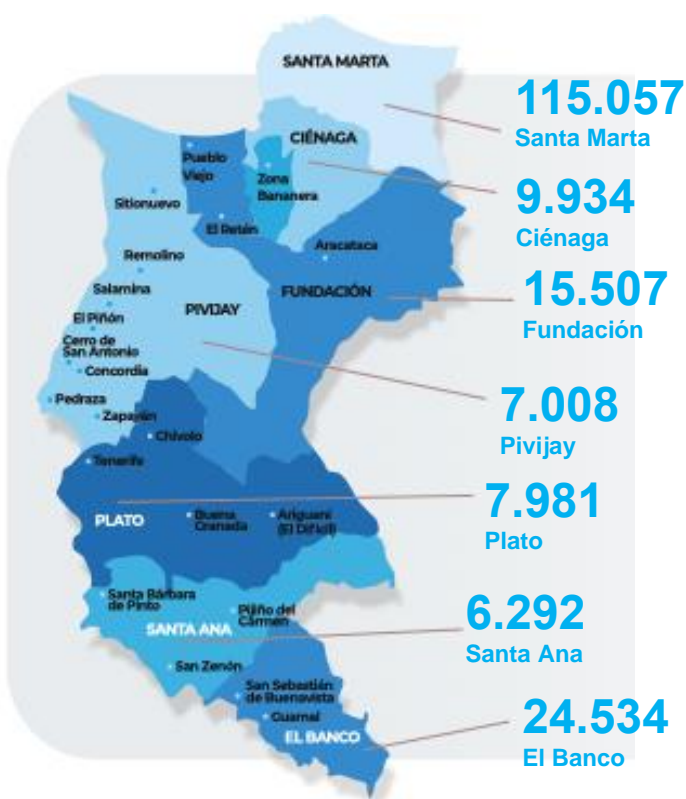 SANTA MARTA
115.057
Santa Marta
CIÉNAGA
Pueblo
Viejo
Zona
Bananera
9.934
Ciénaga
Sitionuevo
El Retén
Aracataca
Remolino
FUNDACIÓN
15.507
Fundación
Salamina
PIVIJAY
El Piñón
Cerro de
San Antonio
Concordia
7.008
Pivijay
Pedraza
Zapayán
Chivolo
Tenerife
7.981
Plato
PLATO
Buena
Granada
Ariguaní
(El Difícil)
Santa Bárbara
de Pinto
Pijiño del
Cármen
6.292
Santa Ana
SANTA ANA
San Zenón
San Sebastián
de Buenavista
Guamal
24.534
El Banco
EL BANCO